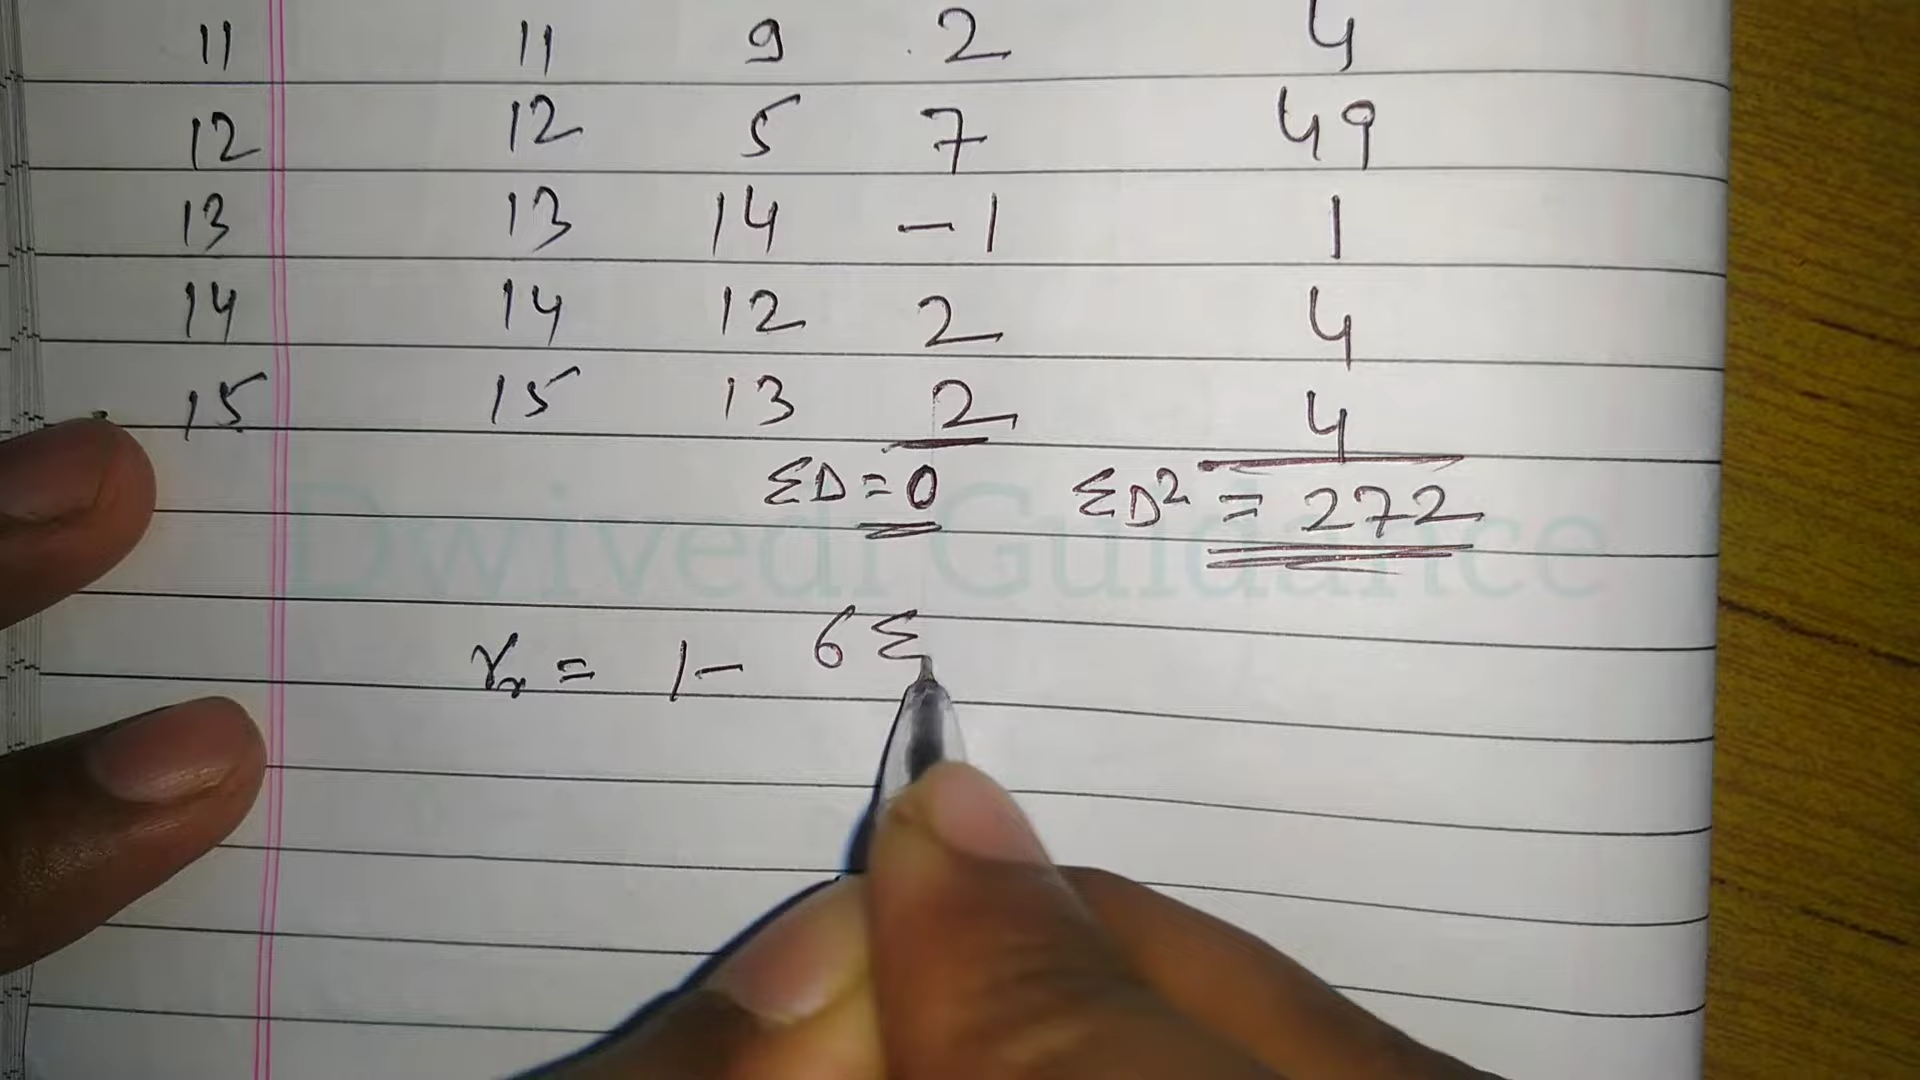 11 11 9 2 4
12 12 5 7 49
13 13 14 -1 1
14 14 12 2 4
15 15 13 2 4
ΣD = 0 ΣD² = 272
Dwivedi Guidance
rᵣ = 1 - 6 Σ